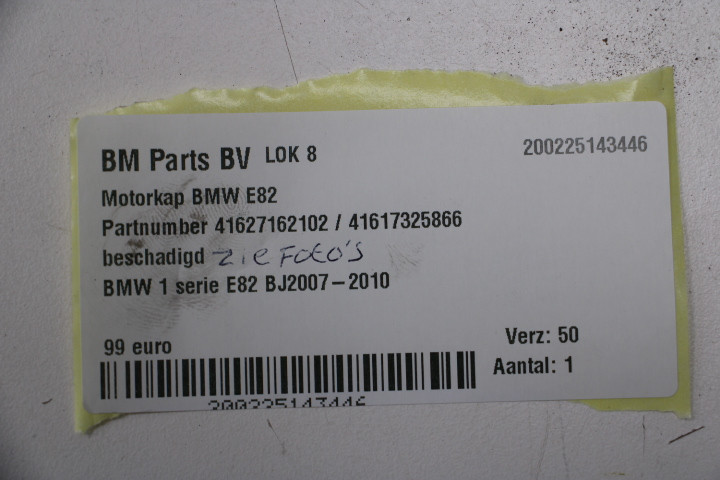 BM Parts BV LOK 8
200225143446
Motorkap BMW E82
Partnumber 41627162102 / 41617325866
beschadigd zie Foto's
BMW 1 serie E82 BJ2007-2010
99 euro
Verz: 50
Aantal: 1
200225143446